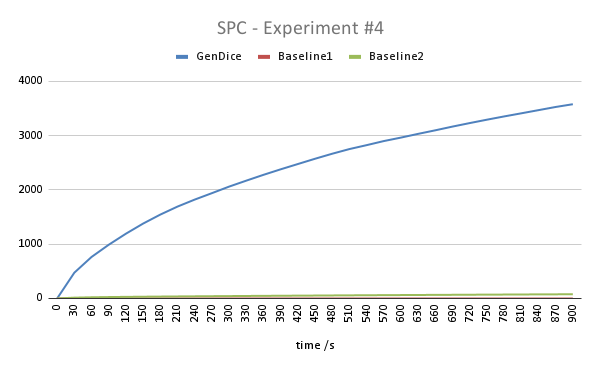 SPC - Experiment #4
GenDice Baseline1 Baseline2
4000
3000
2000
1000
0
0 30 60 90 120 150 180 210 240 270 300 330 360 390 420 450 480 510 540 570 600 630 660 690 720 750 780 810 840 870 900
time /s